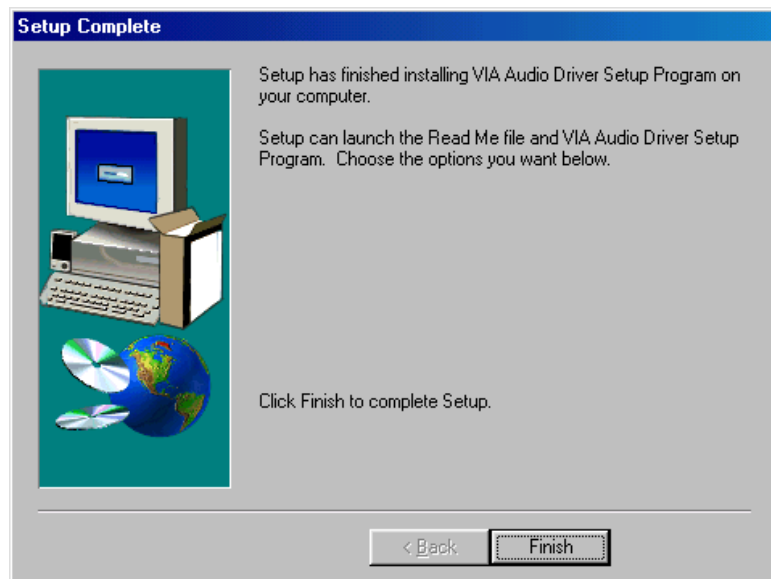 Setup Complete
Setup has finished installing VIA Audio Driver Setup Program on
your computer.
Setup can launch the Read Me file and VIA Audio Driver Setup
Program.  Choose the options you want below.
Click Finish to complete Setup.
< Back
Finish